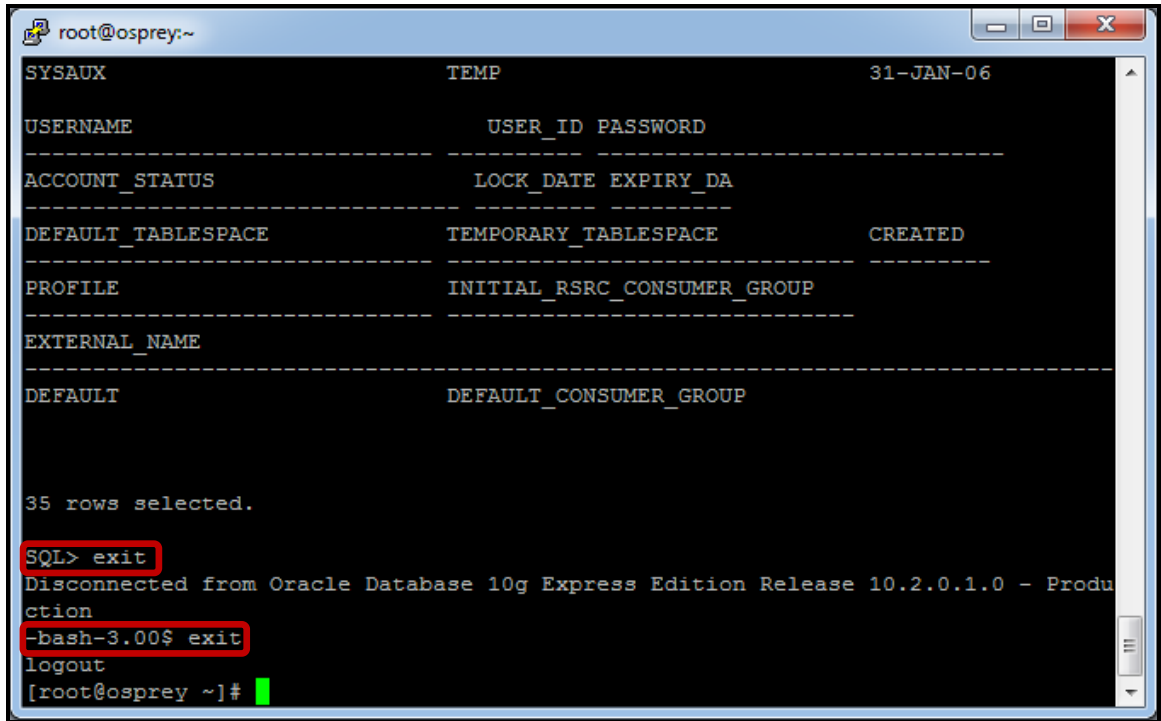 root@osprey:~
SYSAUX                         TEMP                           31-JAN-06
USERNAME                          USER_ID PASSWORD
------------------------------ ---------- ------------------------------
ACCOUNT_STATUS                   LOCK_DATE EXPIRY_DA
-------------------------------- --------- ---------
DEFAULT_TABLESPACE             TEMPORARY_TABLESPACE           CREATED
------------------------------ ------------------------------ ---------
PROFILE                        INITIAL_RSRC_CONSUMER_GROUP
------------------------------ ------------------------------
EXTERNAL_NAME
--------------------------------------------------------------------------------
DEFAULT                        DEFAULT_CONSUMER_GROUP
35 rows selected.
SQL> exit
Disconnected from Oracle Database 10g Express Edition Release 10.2.0.1.0 - Produ
ction
-bash-3.00$ exit
logout
[root@osprey ~]#